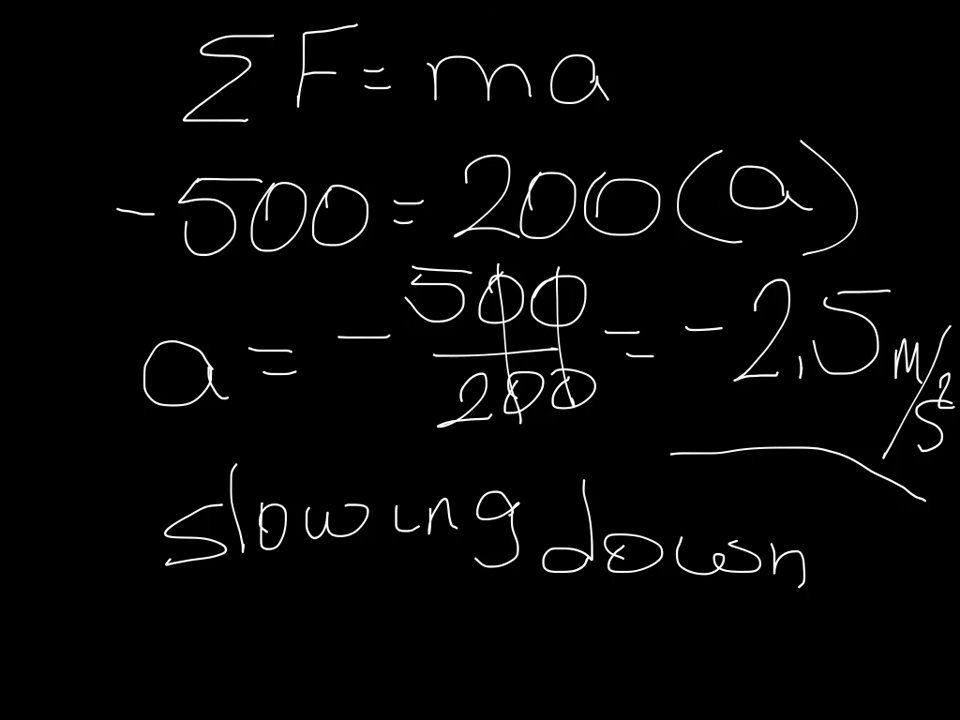 ΣF = ma
-500 = 200(a)
a = - 500/200 = -2,5 m/s²
slowing down